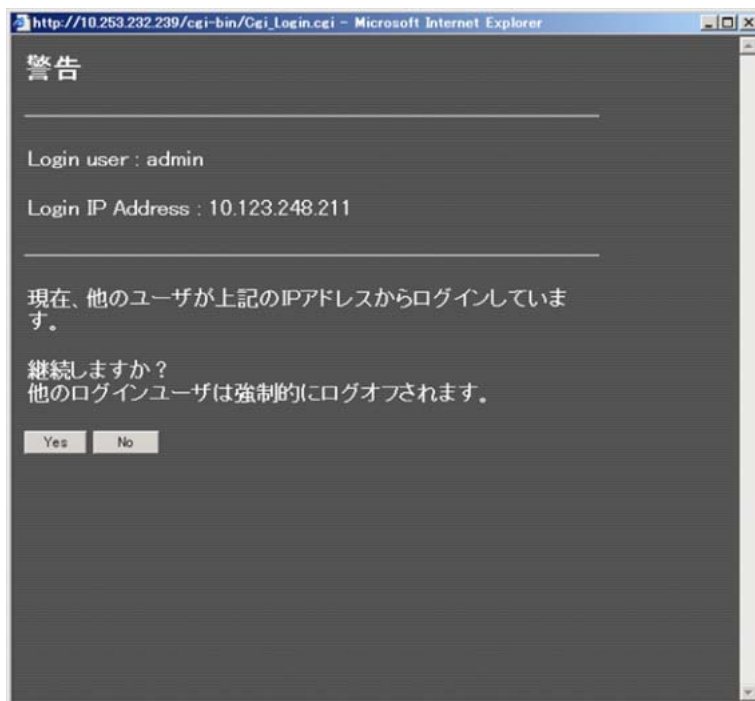 http://10.253.232.239/cgi-bin/Cgi_Login.cgi - Microsoft Internet Explorer
警告
Login user : admin
Login IP Address : 10.123.248.211
現在、他のユーザが上記のIPアドレスからログインしていま
す。
継続しますか？
他のログインユーザは強制的にログオフされます。
Yes No